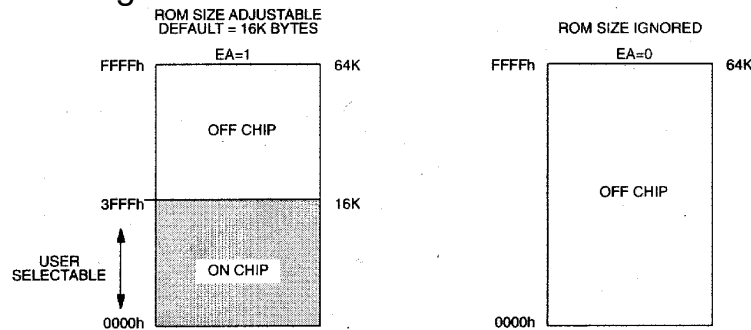 ROM SIZE ADJUSTABLE
DEFAULT = 16K BYTES
EA=1
FFFFh
64K
OFF CHIP
3FFFh
16K
USER
SELECTABLE
ON CHIP
0000h
ROM SIZE IGNORED
EA=0
FFFFh
64K
OFF CHIP
0000h